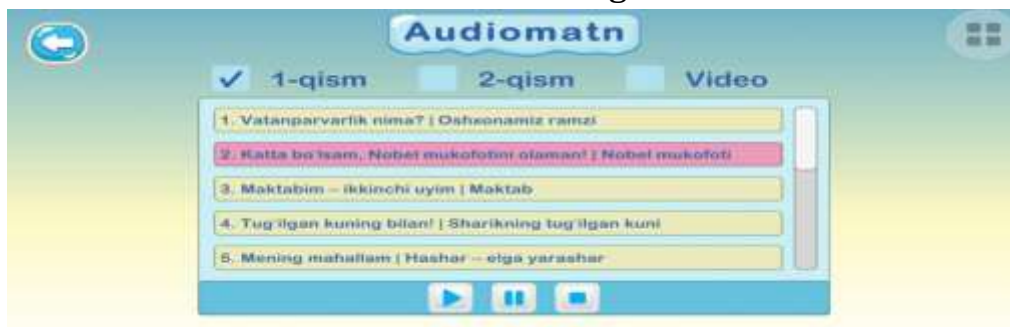 Audiomatn
1-qism 2-qism Video
1. Vatanparvarlik nima? | Oshxonamiz ramzi
2. Katta bo'lsam, Nobel mukofotini olaman! | Nobel mukofoti
3. Maktabim – ikkinchi uyim | Maktab
4. Tug'ilgan kuning bilan! | Sharikning tug'ilgan kuni
5. Mening mahallam | Hashar – elga yarashar